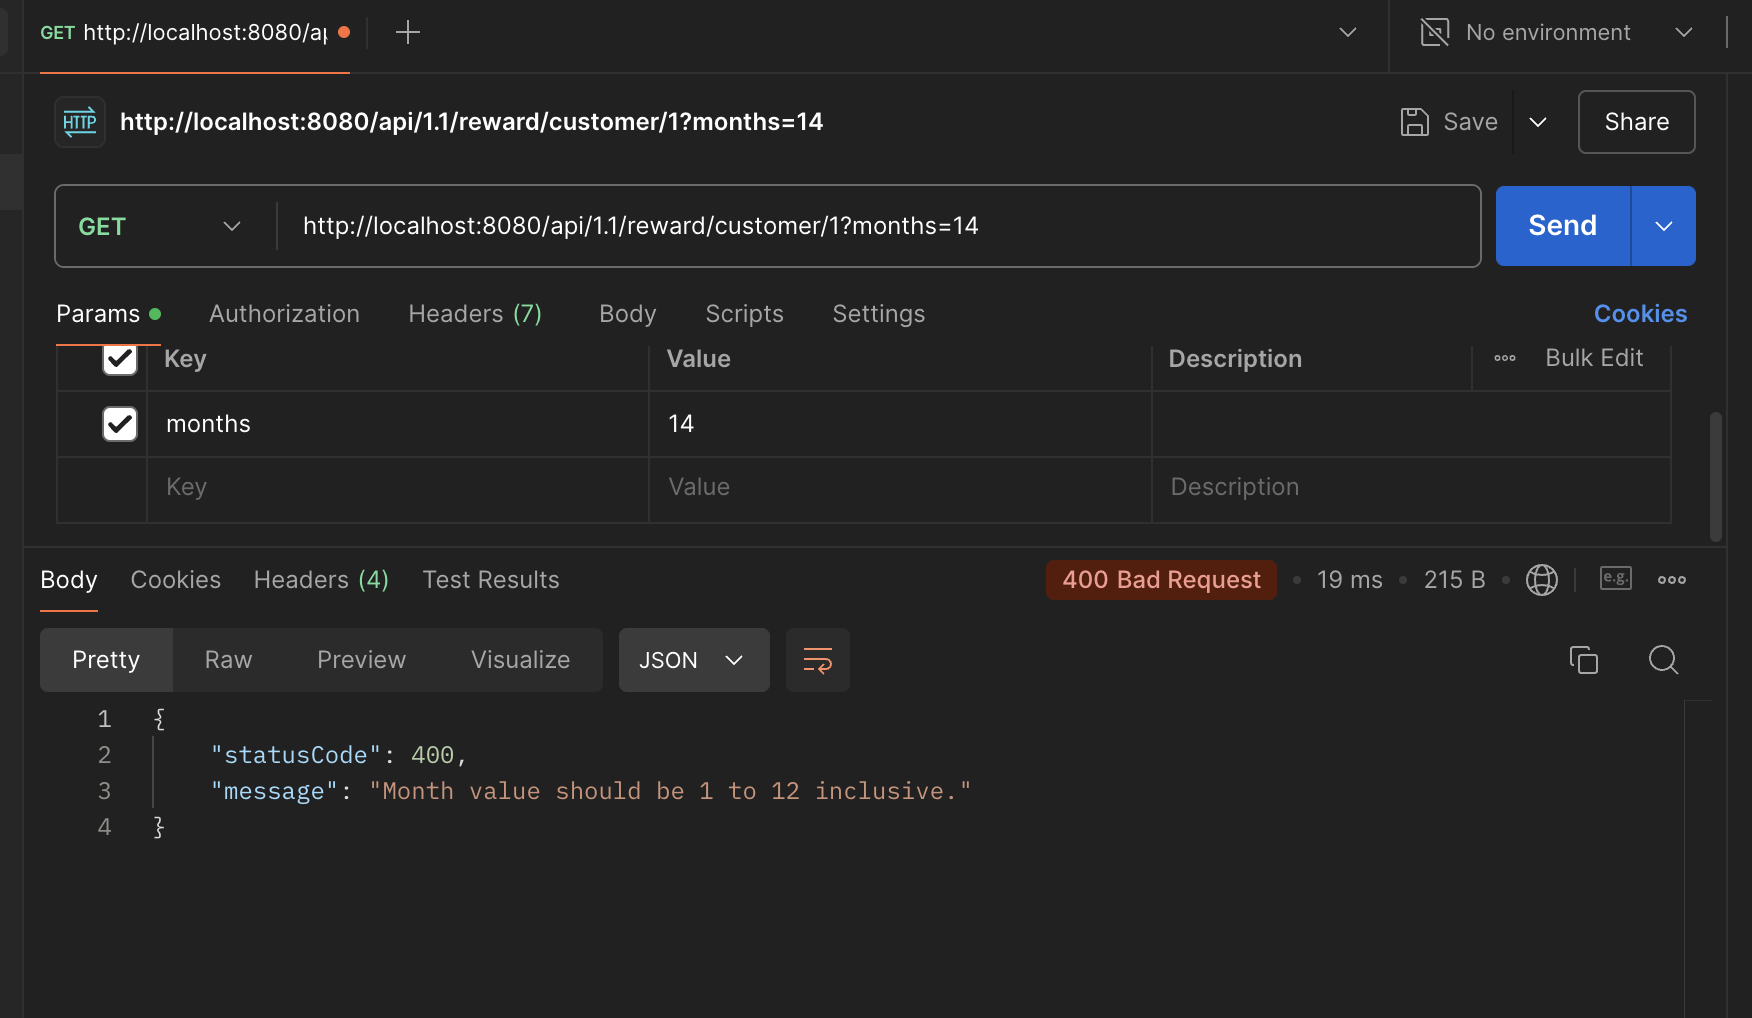 GET http://localhost:8080/ap
No environment
HTTP http://localhost:8080/api/1.1/reward/customer/1?months=14
Save
Share
GET http://localhost:8080/api/1.1/reward/customer/1?months=14
Send
Params Authorization Headers (7) Body Scripts Settings Cookies
Key Value Description Bulk Edit
months 14
Key Value Description
Body Cookies Headers (4) Test Results 400 Bad Request 19 ms 215 B e.g.
Pretty Raw Preview Visualize JSON
1 {
2 "statusCode": 400,
3 "message": "Month value should be 1 to 12 inclusive."
4 }